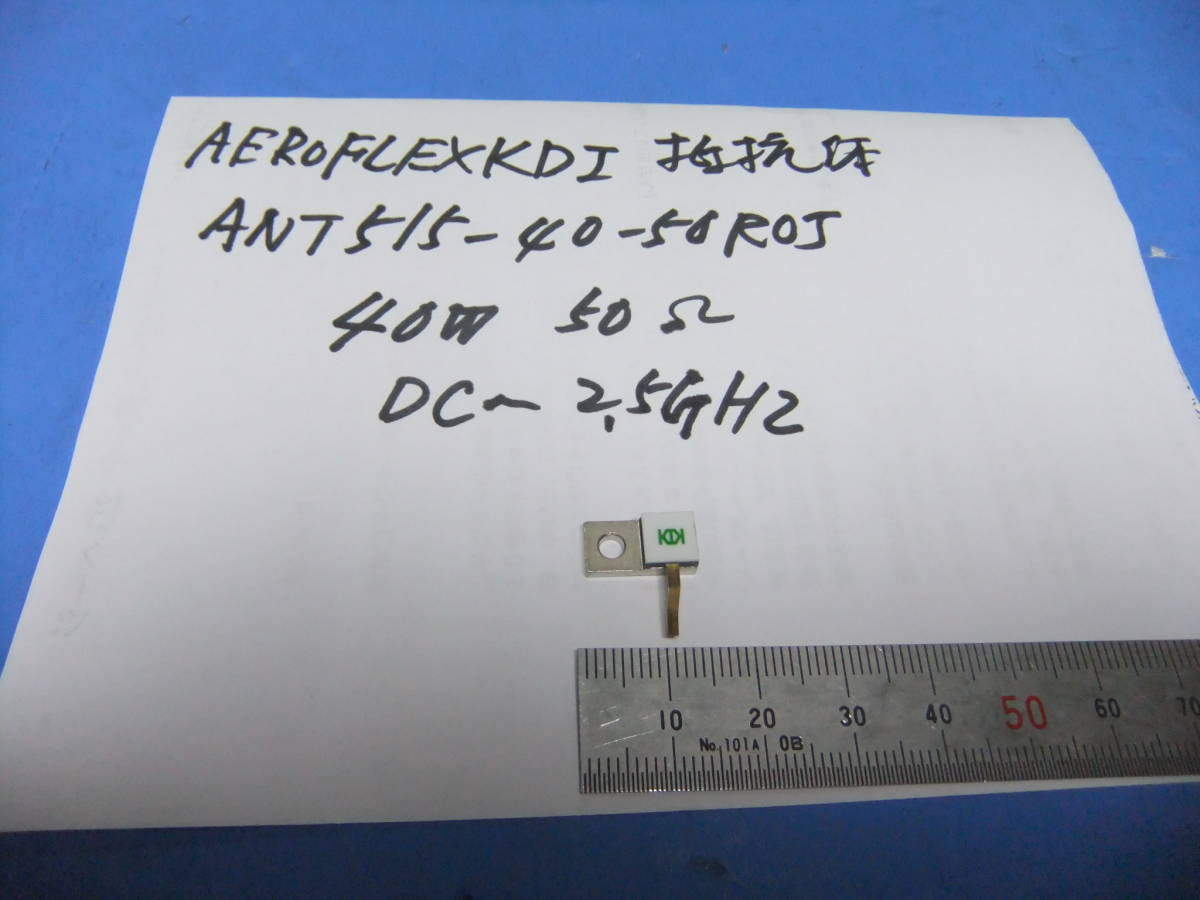 AEROFLEXKDI 抵抗体
ANT515-40-50R0J
40W 50Ω
DC~2.5GHZ
KDI
10 20 30 40 50 60 70
No.101A 0B